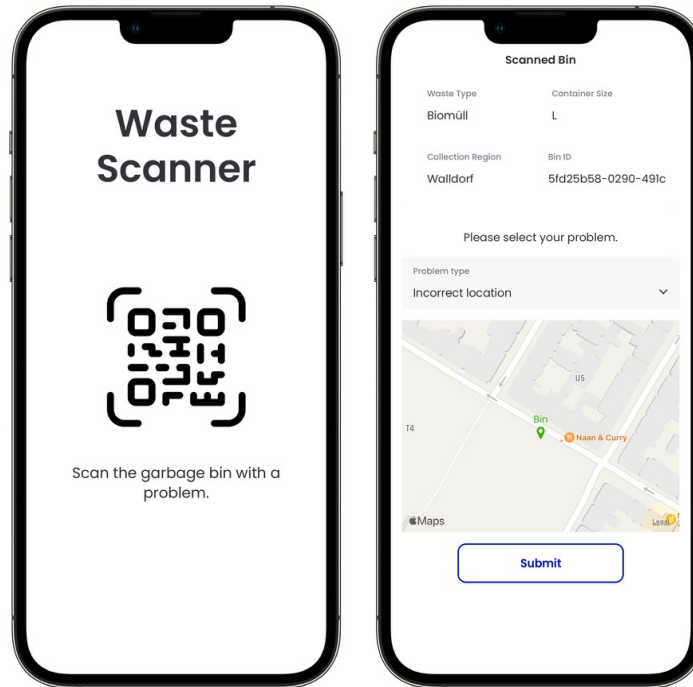 Waste
Scanner
Scan the garbage bin with a
problem.
Scanned Bin
Waste Type
Container Size
Biomüll
L
Collection Region
Bin ID
Walldorf
5fd25b58-0290-491c
Please select your problem.
Problem type
Incorrect location
U5
Bin
T4
Naan & Curry
Maps
Legal
Submit